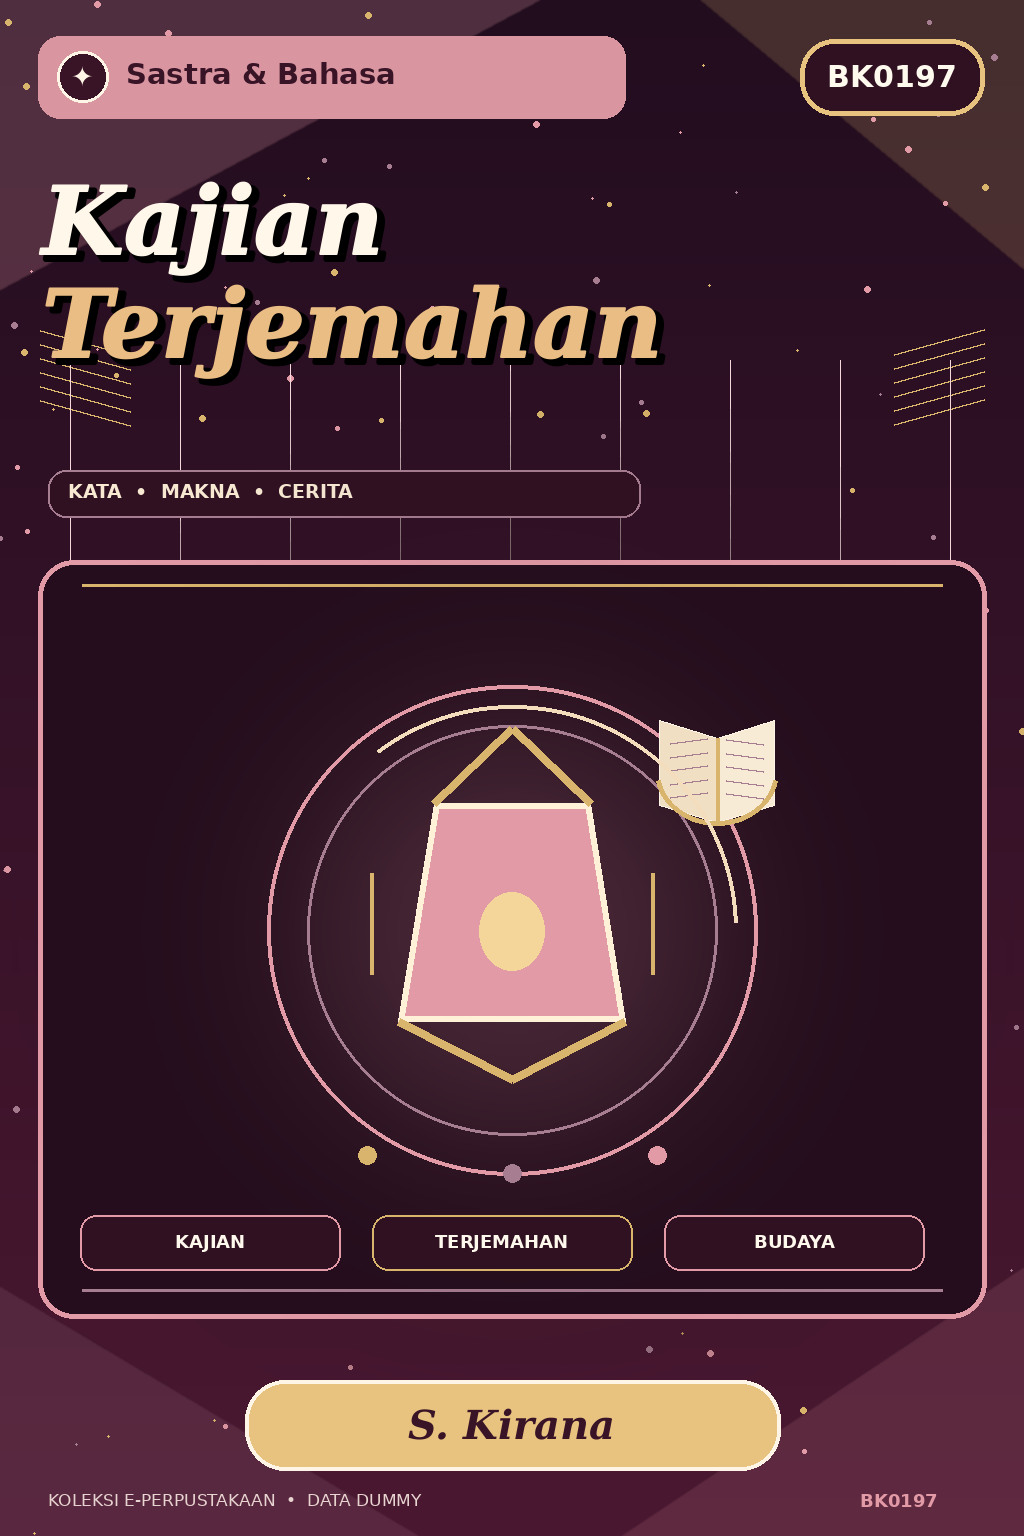 Sastra & Bahasa
BK0197
Kajian
Terjemahan
KATA • MAKNA • CERITA
KAJIAN
TERJEMAHAN
BUDAYA
S. Kirana
KOLEKSI E-PERPUSTAKAAN • DATA DUMMY
BK0197